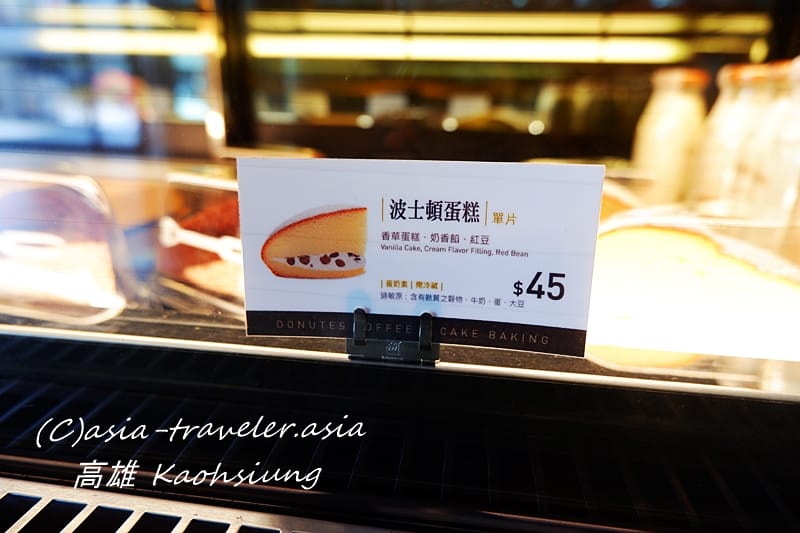 波士頓蛋糕 單片
香草蛋糕、奶香餡、紅豆
Vanilla Cake, Cream Flavor Filling, Red Bean
蛋奶素 需冷藏
過敏原：含有麩質之穀物、牛奶、蛋、大豆
$45
DONUTES COFFEE & CAKE BAKING
(C)asia-traveler.asia
高雄 Kaohsiung